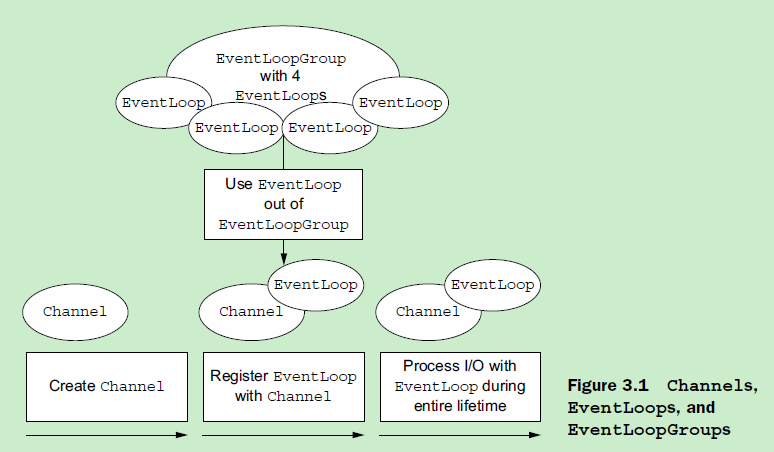 EventLoopGroup
with 4
EventLoops
EventLoop
EventLoop
EventLoop
EventLoop
Use EventLoop
out of
EventLoopGroup
Channel
Channel
EventLoop
Channel
EventLoop
Create Channel
Register EventLoop
with Channel
Process I/O with
EventLoop during
entire lifetime
Figure 3.1 Channels,
EventLoops, and
EventLoopGroups